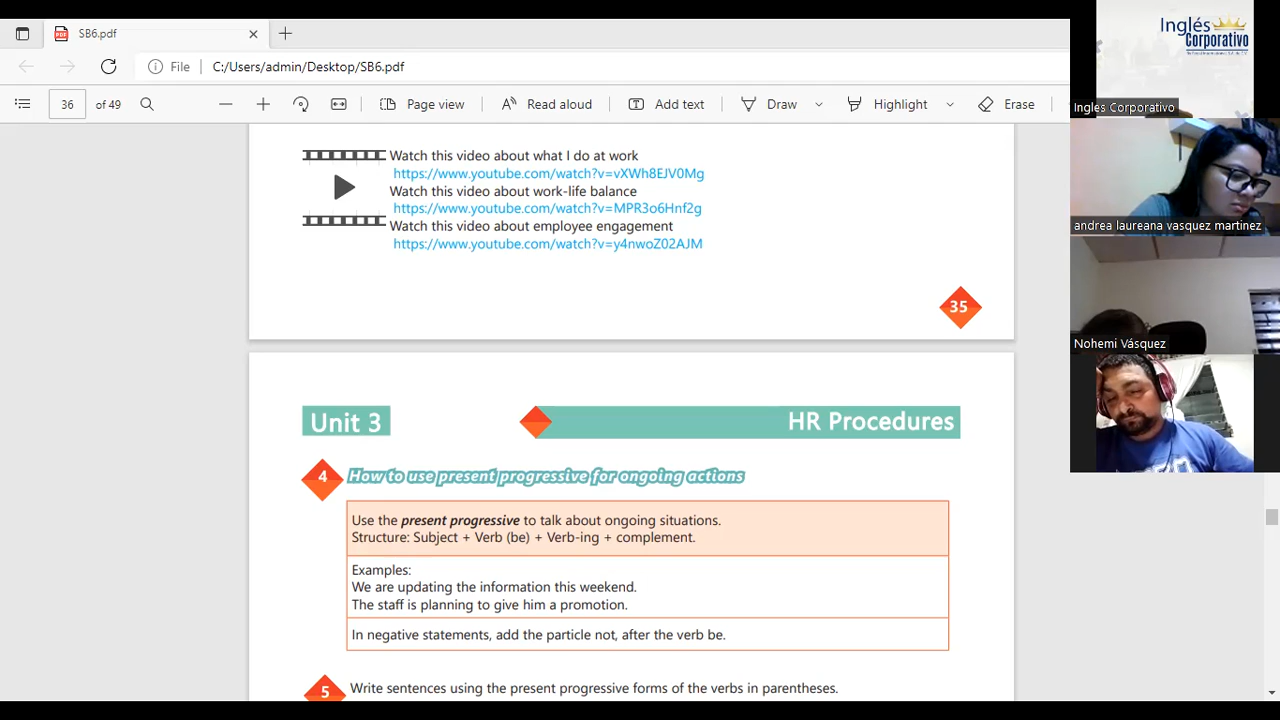 SB6.pdf
File C:/Users/admin/Desktop/SB6.pdf
36 of 49 Page view Read aloud Add text Draw Highlight Erase
Watch this video about what I do at work
https://www.youtube.com/watch?v=vXWh8EJV0Mg
Watch this video about work-life balance
https://www.youtube.com/watch?v=MPR3o6Hnf2g
Watch this video about employee engagement
https://www.youtube.com/watch?v=y4nwoZ02AJM
35
Unit 3 HR Procedures
4 How to use present progressive for ongoing actions
Use the present progressive to talk about ongoing situations.
Structure: Subject + Verb (be) + Verb-ing + complement.
Examples:
We are updating the information this weekend.
The staff is planning to give him a promotion.
In negative statements, add the particle not, after the verb be.
5 Write sentences using the present progressive forms of the verbs in parentheses.
Inglés
Corporativo
Ingles Corporativo
andrea laureana vasquez martinez
Nohemi Vásquez